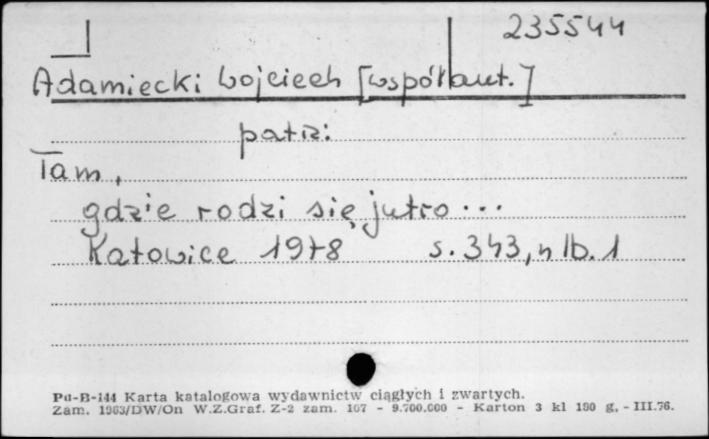 235544
Adamiecki Wojciech [współaut.]
patrz:
Tam,
gdzie rodzi się jutro...
Katowice 1978 s. 343, nlb. 1
Pu-B-144 Karta katalogowa wydawnictw ciągłych i zwartych.
Zam. 1963/DW/On W.Z.Graf. Z-2 zam. 107 - 9.700.000 - Karton 3 kl 180 g. - III.76.